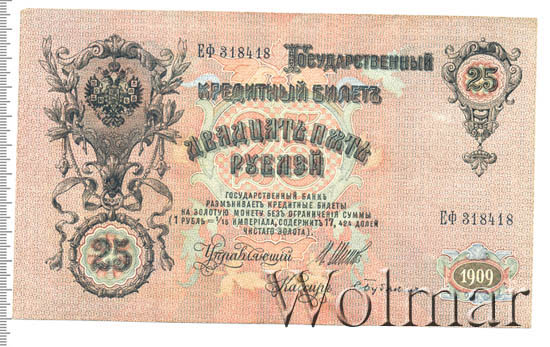 ЕФ 318418
Государственный
Кредитный Билетъ
25
Двадцать пять
рублей
ГОСУДАРСТВЕННЫЙ БАНКЪ
РАЗМѢНИВАЕТЪ КРЕДИТНЫЕ БИЛЕТЫ
НА ЗОЛОТУЮ МОНЕТУ БЕЗЪ ОГРАНИЧЕНІЯ СУММЫ
(1 РУБЛЬ = 1/15 ИМПЕРІАЛА, СОДЕРЖИТЪ 17,424 ДОЛЕЙ
ЧИСТАГО ЗОЛОТА).
ЕФ 318418
25
Управляющій
И. Шипов
Кассиръ
1909
Wolmar